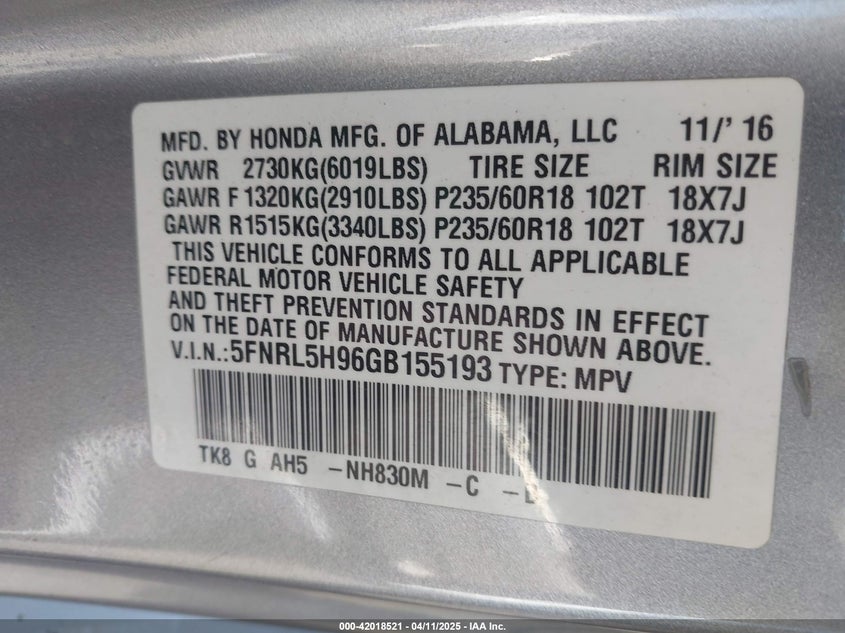 MFD. BY HONDA MFG. OF ALABAMA, LLC 11/' 16
GVWR 2730KG(6019LBS) TIRE SIZE RIM SIZE
GAWR F 1320KG(2910LBS) P235/60R18 102T 18X7J
GAWR R1515KG(3340LBS) P235/60R18 102T 18X7J
THIS VEHICLE CONFORMS TO ALL APPLICABLE
FEDERAL MOTOR VEHICLE SAFETY
AND THEFT PREVENTION STANDARDS IN EFFECT
ON THE DATE OF MANUFACTURE SHOWN ABOVE.
V.I.N.:5FNRL5H96GB155193 TYPE: MPV
TK8 G AH5 -NH830M -C -
000-42018521 - 04/11/2025 - IAA Inc.